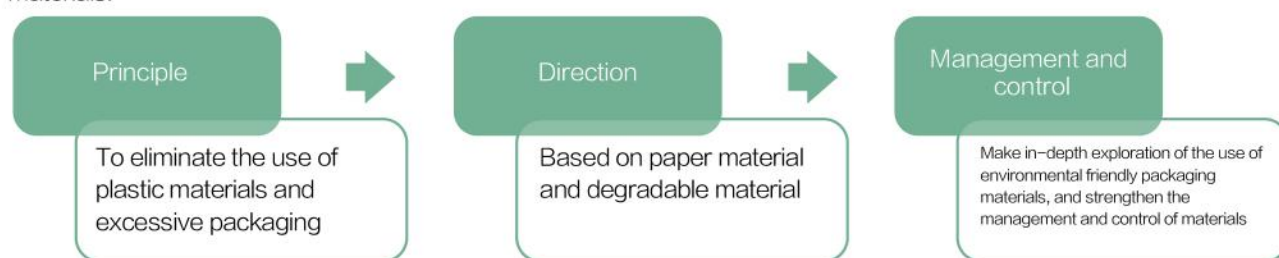 Principle
To eliminate the use of
plastic materials and
excessive packaging
Direction
Based on paper material
and degradable material
Management and
control
Make in-depth exploration of the use of
environmental friendly packaging
materials, and strengthen the
management and control of materials